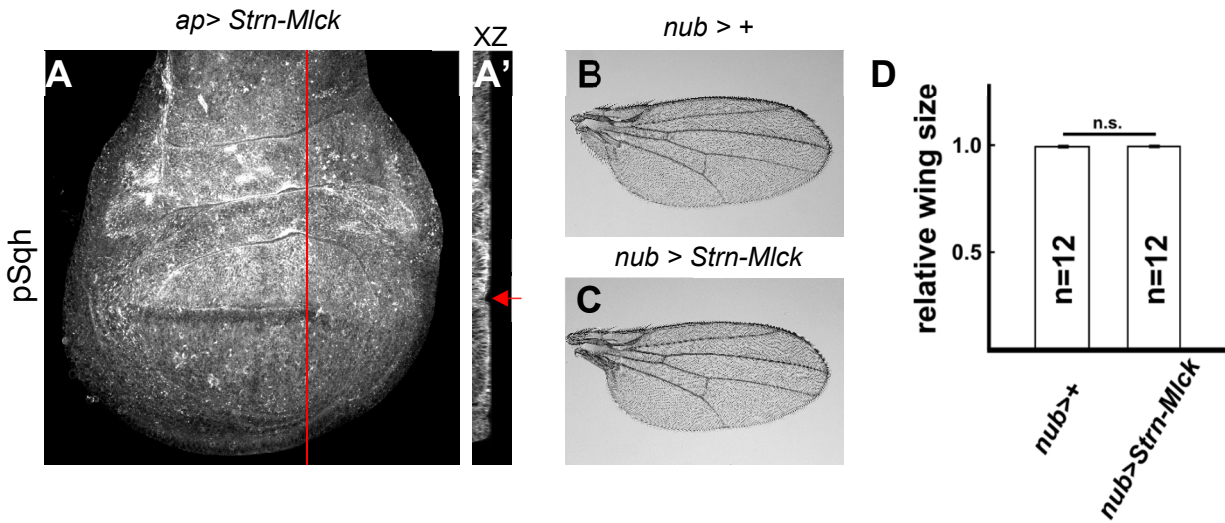 ap> Strn-Mlck
XZ
A
A'
pSqh
nub > +
B
nub > Strn-Mlck
C
D
relative wing size
1.0
0.5
n.s.
n=12
n=12
nub>+
nub>Strn-Mlck